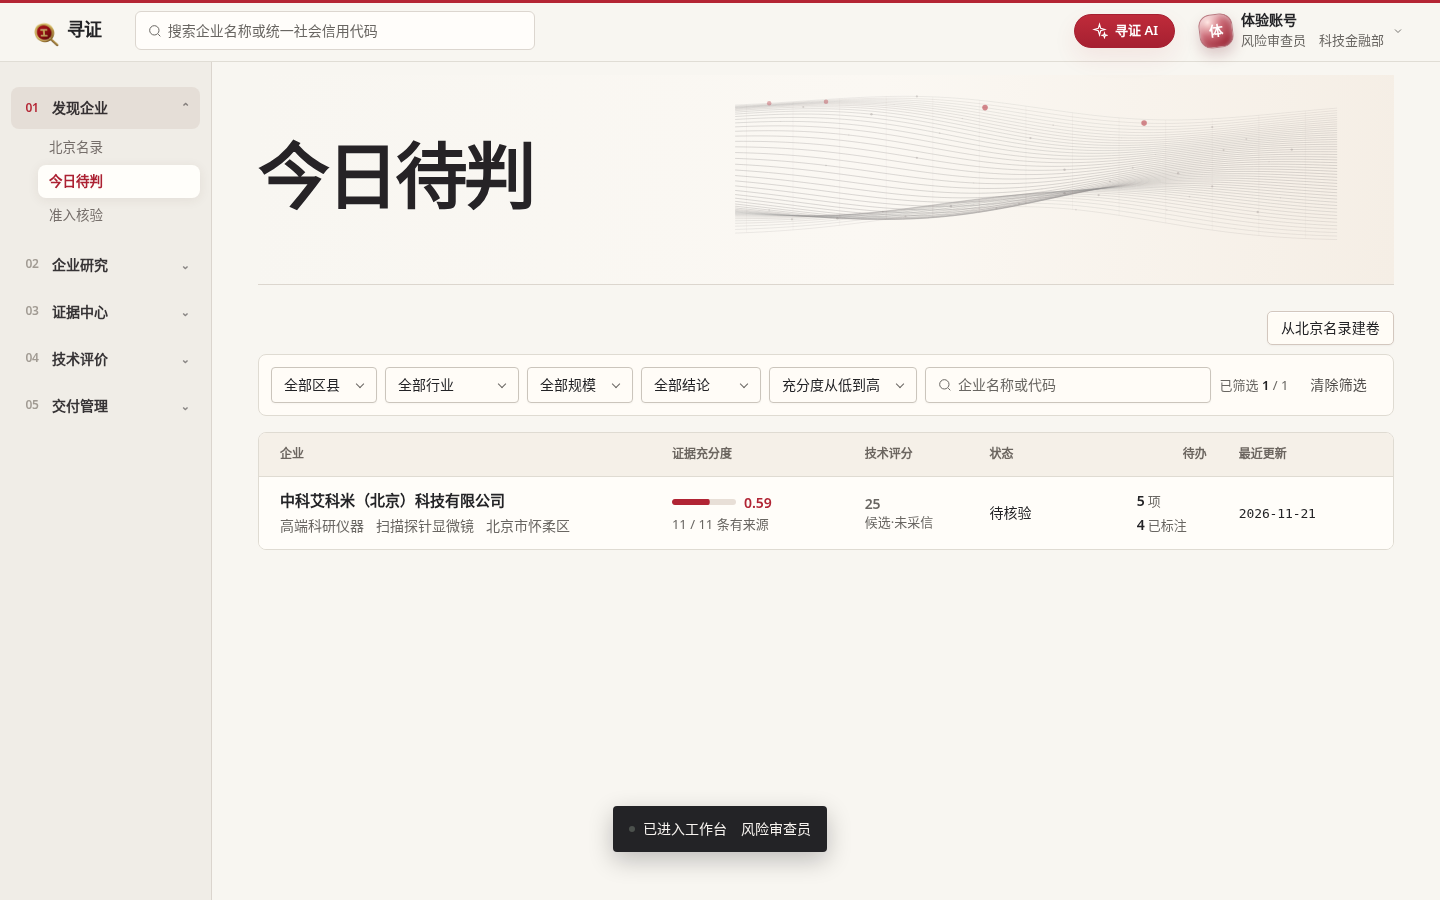 寻证
搜索企业名称或统一社会信用代码
寻证 AI
体
体验账号
风险审查员 科技金融部
01 发现企业
北京名录
今日待判
准入核验
02 企业研究
03 证据中心
04 技术评价
05 交付管理
今日待判
从北京名录建卷
全部区县 全部行业 全部规模 全部结论 充分度从低到高 企业名称或代码 已筛选 1 / 1 清除筛选
企业 证据充分度 技术评分 状态 待办 最近更新
中科艾科米（北京）科技有限公司
高端科研仪器 扫描探针显微镜 北京市怀柔区
0.59
11 / 11 条有来源
25
候选·未采信
待核验
5 项
4 已标注
2026-11-21
已进入工作台 风险审查员